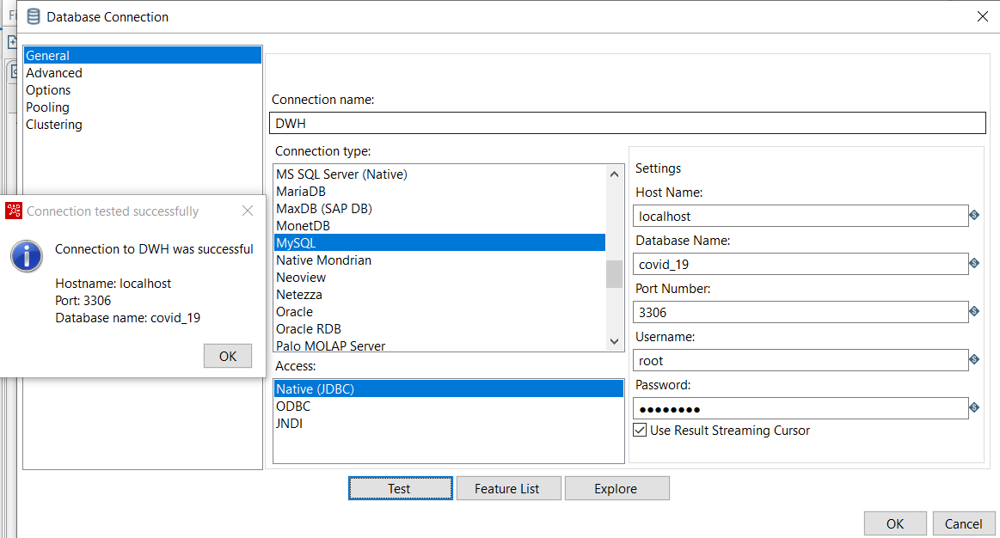 Database Connection
General
Advanced
Options
Pooling
Clustering
Connection name:
DWH
Connection type:
MS SQL Server (Native)
MariaDB
MaxDB (SAP DB)
MonetDB
MySQL
Native Mondrian
Neoview
Netezza
Oracle
Oracle RDB
Palo MOLAP Server
Access:
Native (JDBC)
ODBC
JNDI
Settings
Host Name:
localhost
Database Name:
covid_19
Port Number:
3306
Username:
root
Password:
●●●●●●●●
Use Result Streaming Cursor
Connection tested successfully
Connection to DWH was successful
Hostname: localhost
Port: 3306
Database name: covid_19
OK
Test
Feature List
Explore
OK
Cancel